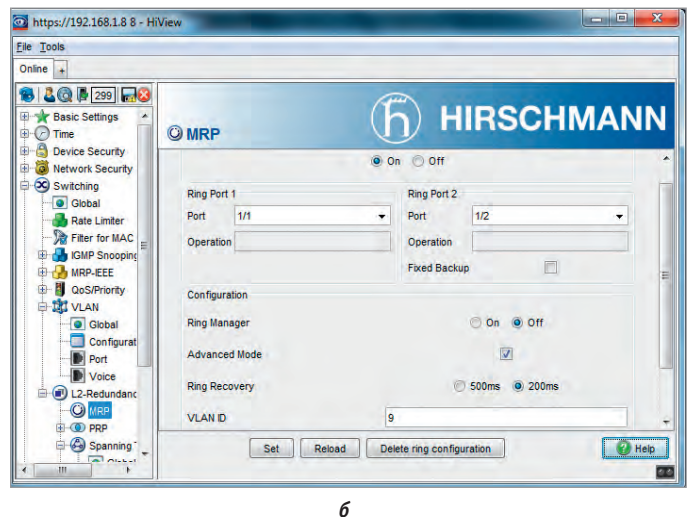 https://192.168.1.8 8 - HiView
File Tools
Online +
299
Basic Settings
Time
Device Security
Network Security
Switching
Global
Rate Limiter
Filter for MAC
IGMP Snooping
MRP-IEEE
QoS/Priority
VLAN
Global
Configurat
Port
Voice
L2-Redundanc
MRP
PRP
Spanning
MRP
HIRSCHMANN
On Off
Ring Port 1 Ring Port 2
Port 1/1 Port 1/2
Operation Operation
Fixed Backup
Configuration
Ring Manager On Off
Advanced Mode
Ring Recovery 500ms 200ms
VLAN ID 9
Set Reload Delete ring configuration Help
б